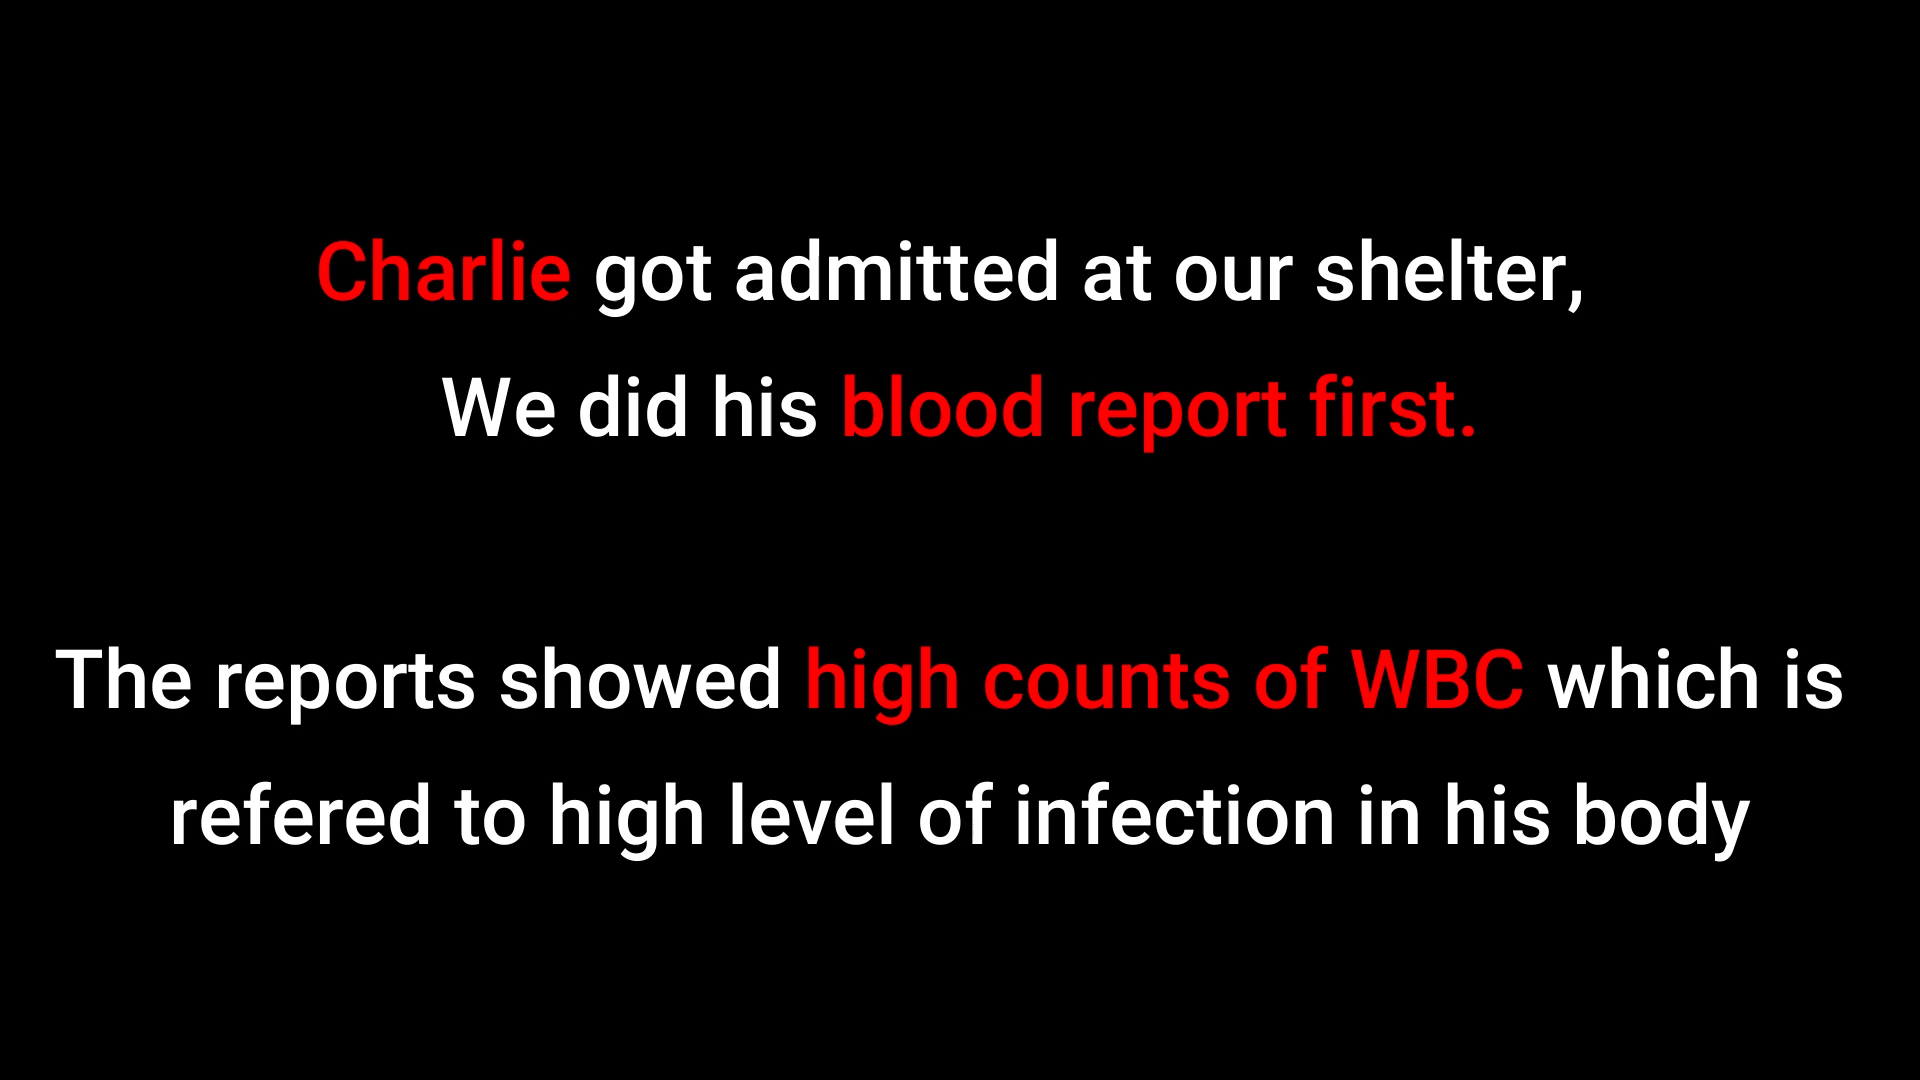 Charlie got admitted at our shelter,
We did his blood report first.
The reports showed high counts of WBC which is
refered to high level of infection in his body